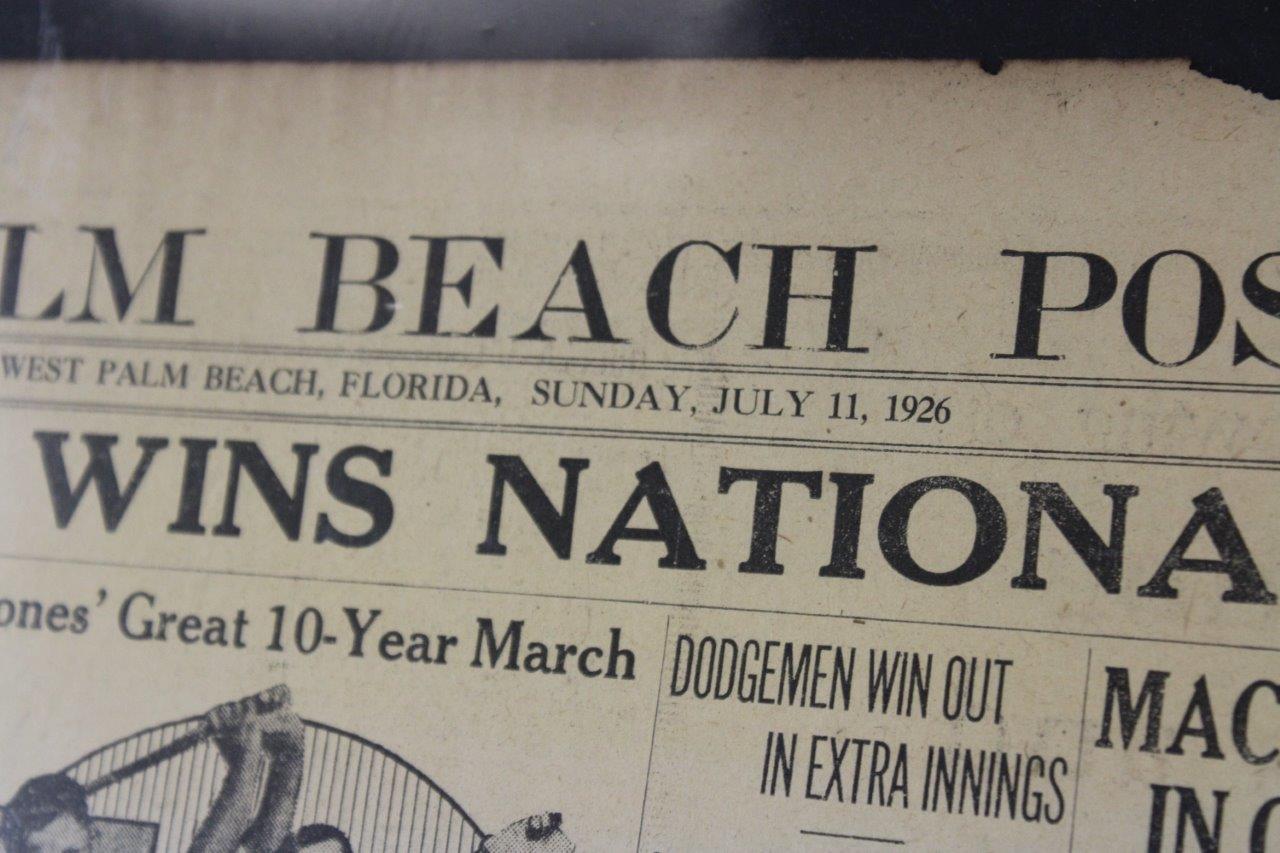 LM BEACH POS
WEST PALM BEACH, FLORIDA, SUNDAY, JULY 11, 1926
WINS NATIONA
ones' Great 10-Year March
DODGEMEN WIN OUT
IN EXTRA INNINGS
MAC
IN